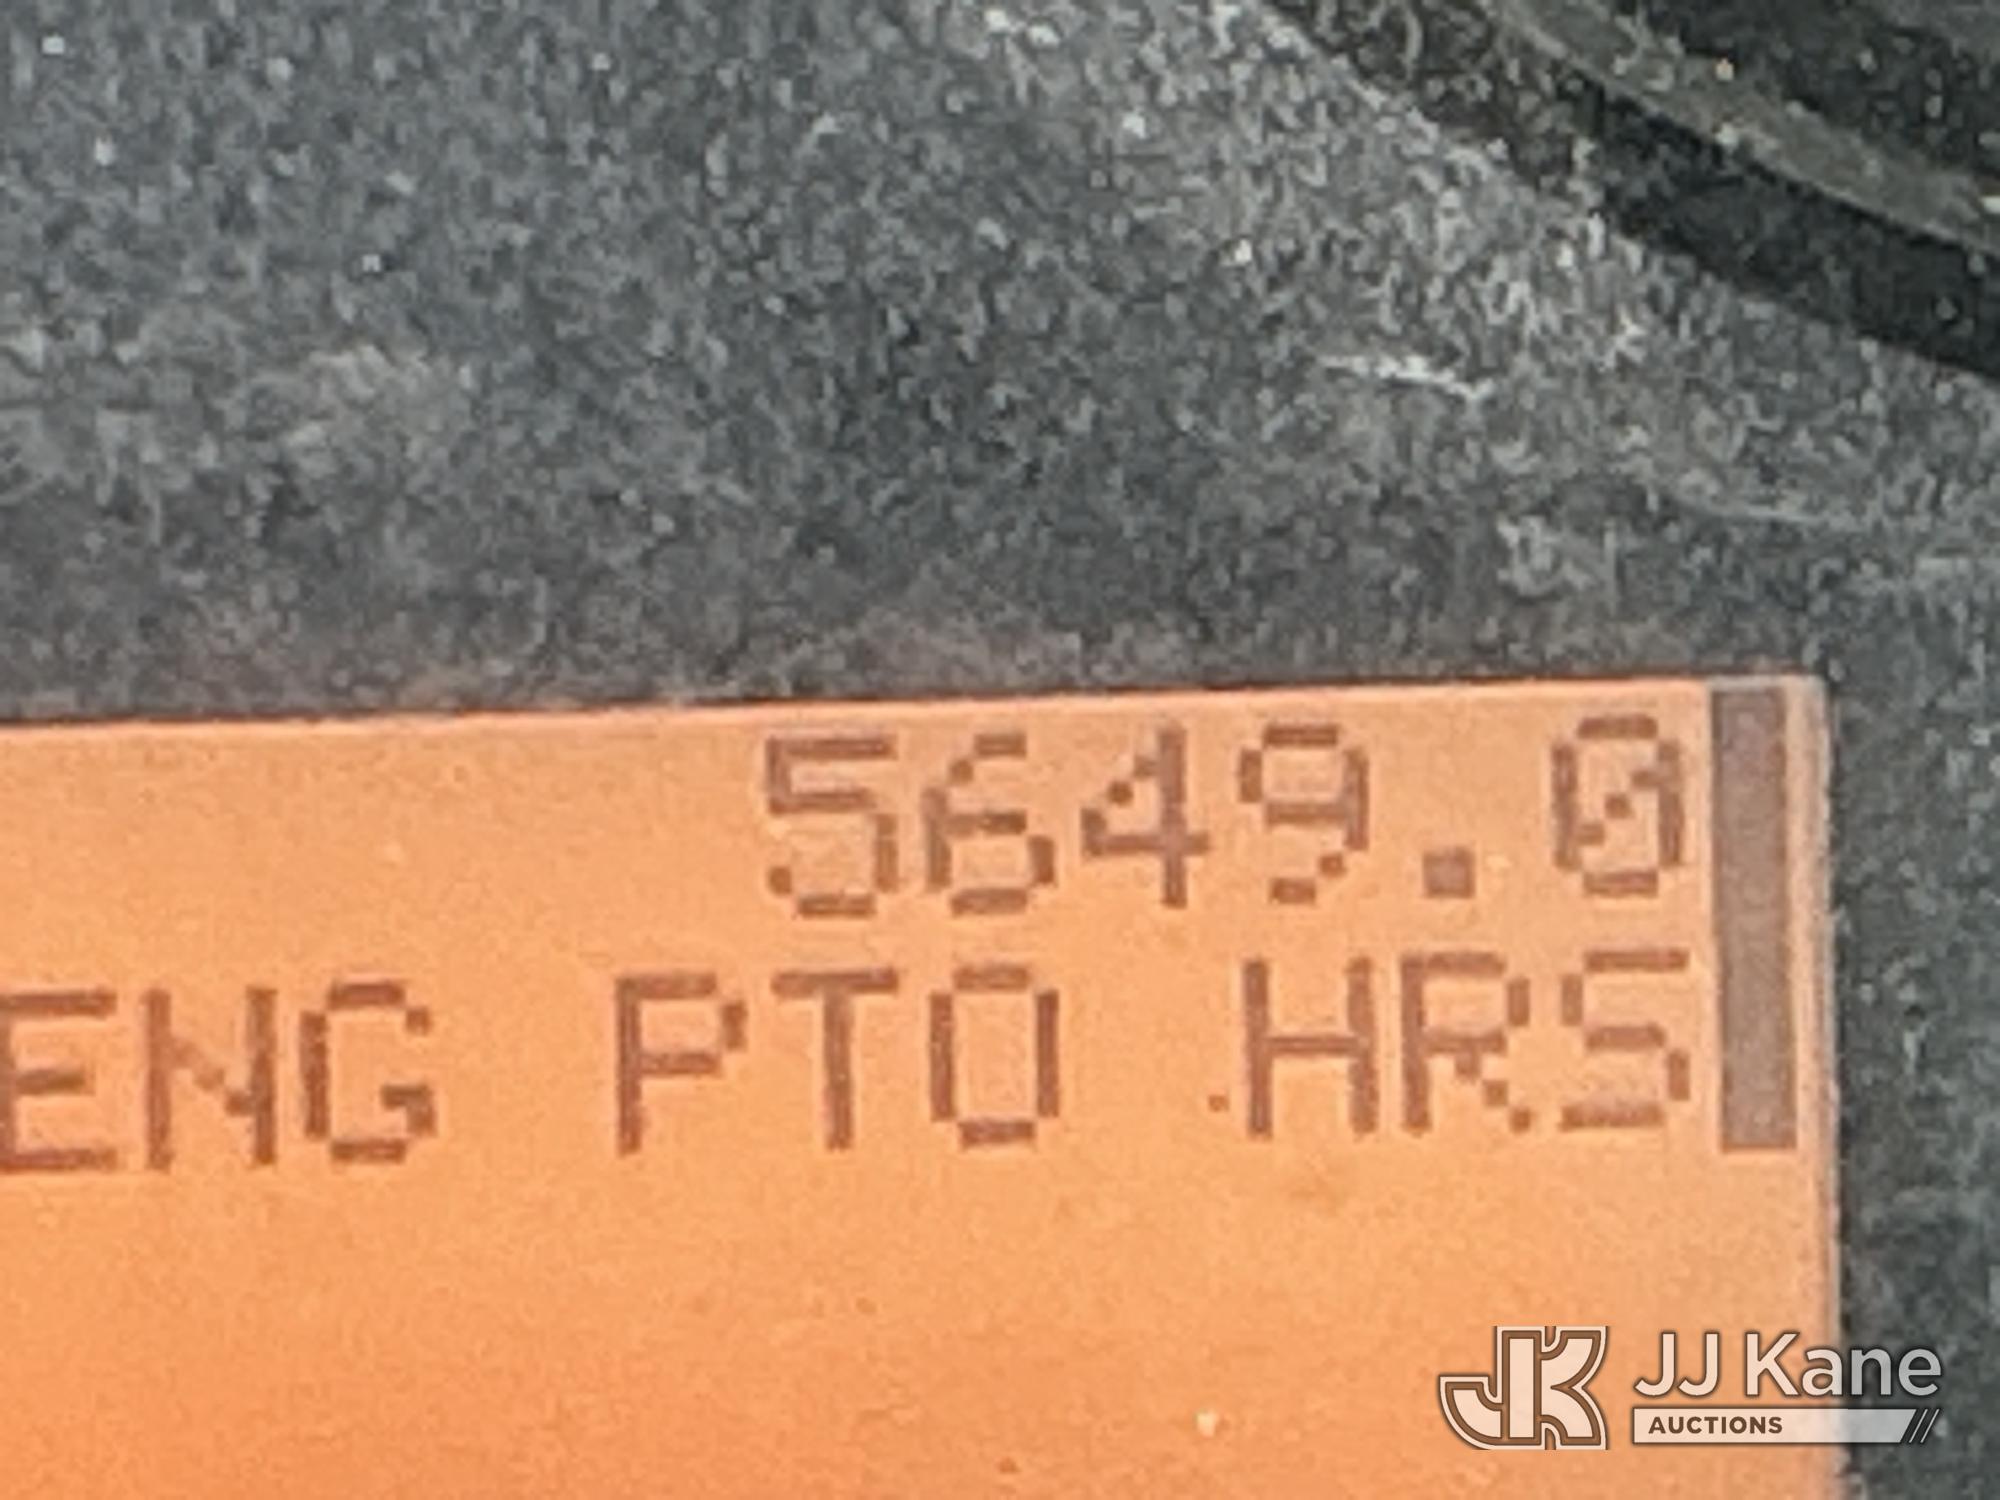 5649.0
ENG PTO HRS
JJ Kane
AUCTIONS